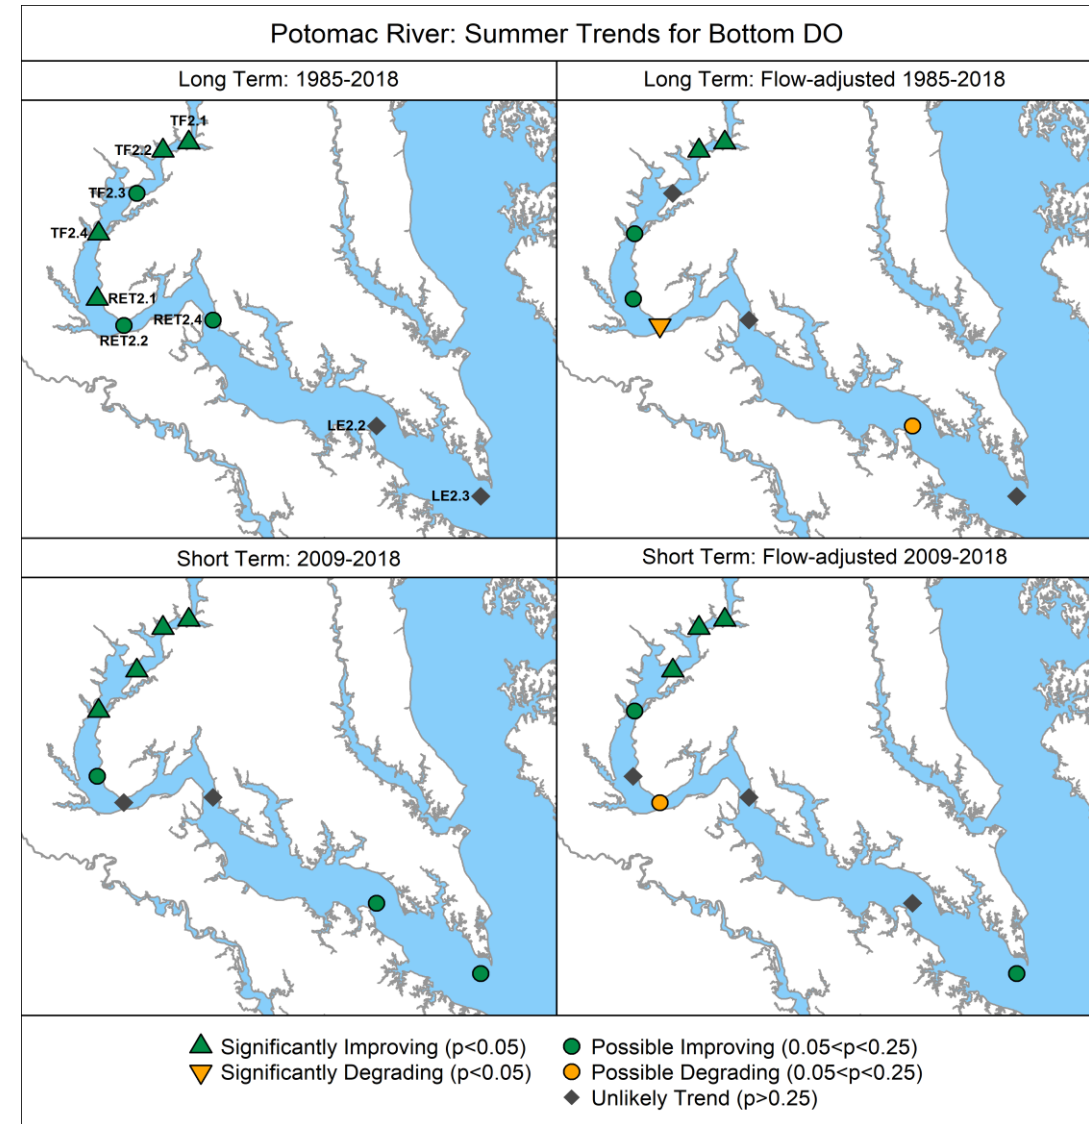 Potomac River: Summer Trends for Bottom DO
Long Term: 1985-2018
Long Term: Flow-adjusted 1985-2018
TF2.1
TF2.2
TF2.3
TF2.4
RET2.1
RET2.4
RET2.2
LE2.2
LE2.3
Short Term: 2009-2018
Short Term: Flow-adjusted 2009-2018
Significantly Improving (p<0.05)
Significantly Degrading (p<0.05)
Possible Improving (0.05<p<0.25)
Possible Degrading (0.05<p<0.25)
Unlikely Trend (p>0.25)